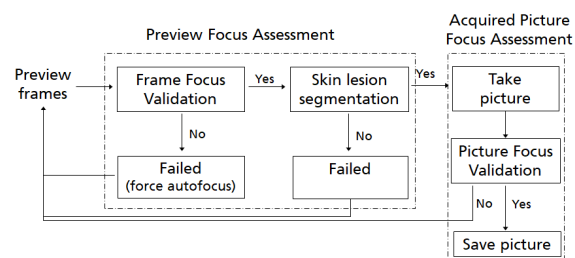 Preview Focus Assessment
Acquired Picture
Focus Assessment
Preview
frames
Frame Focus
Validation
Yes
Skin lesion
segmentation
Yes
Take
picture
No
No
Failed
(force autofocus)
Failed
Picture Focus
Validation
No
Yes
Save picture